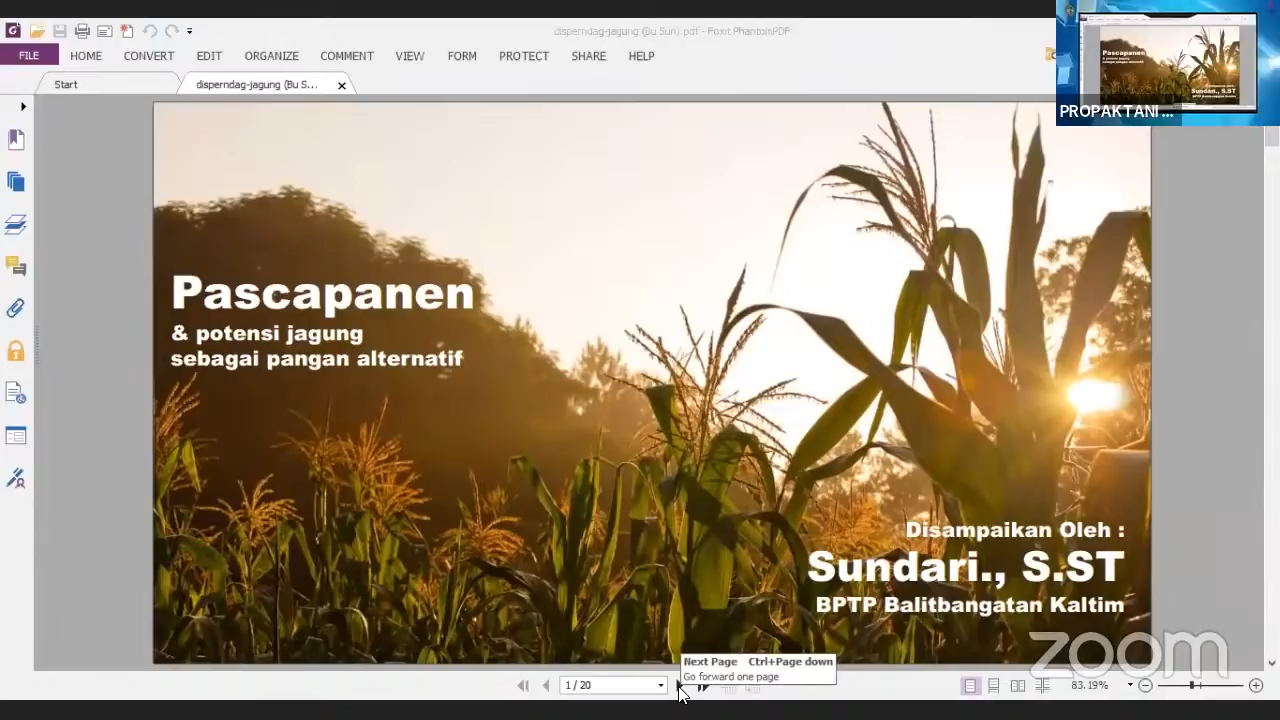 disperndag-jagung (Bu Sun).pdf - Foxit PhantomPDF
FILE HOME CONVERT EDIT ORGANIZE COMMENT VIEW FORM PROTECT SHARE HELP
Start
disperndag-jagung (Bu S...
PROPAKTANI ...
Pascapanen
& potensi jagung
sebagai pangan alternatif
Disampaikan Oleh :
Sundari., S.ST
BPTP Balitbangatan Kaltim
zoom
Next Page Ctrl+Page down
Go forward one page
1 / 20
83.19%